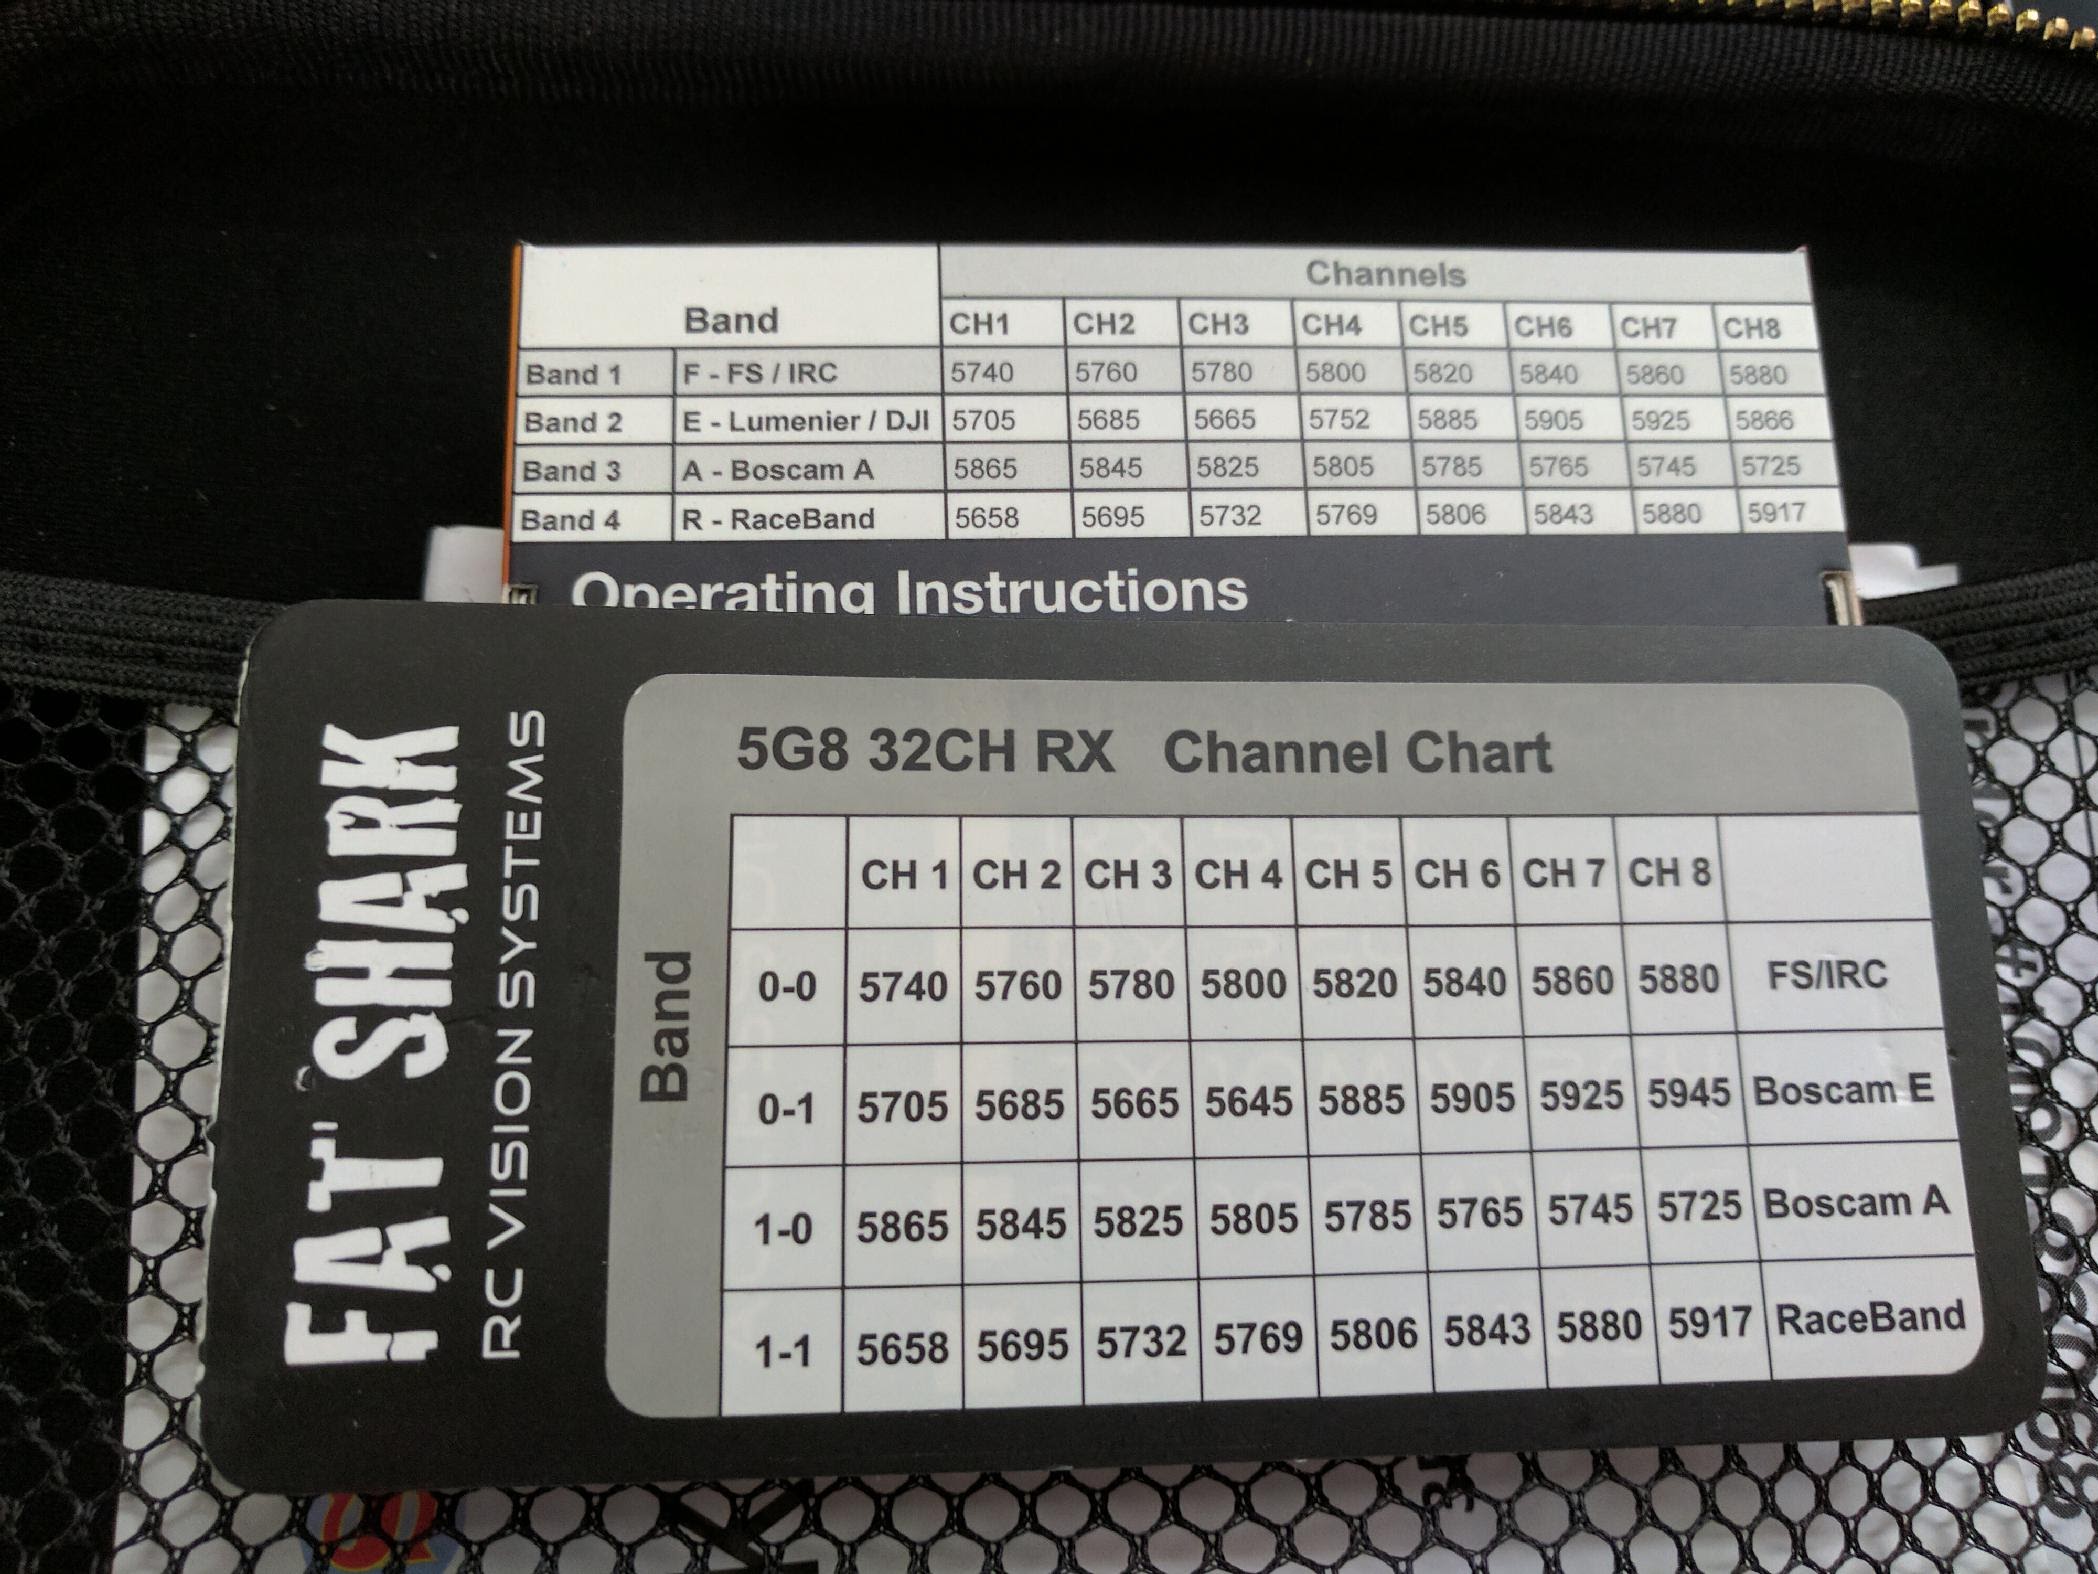 Channels
Band CH1 CH2 CH3 CH4 CH5 CH6 CH7 CH8
Band 1 F - FS / IRC 5740 5760 5780 5800 5820 5840 5860 5880
Band 2 E - Lumenier / DJI 5705 5685 5665 5752 5885 5905 5925 5866
Band 3 A - Boscam A 5865 5845 5825 5805 5785 5765 5745 5725
Band 4 R - RaceBand 5658 5695 5732 5769 5806 5843 5880 5917
Operating Instructions
FAT SHARK
RC VISION SYSTEMS
5G8 32CH RX Channel Chart
Band
CH 1 CH 2 CH 3 CH 4 CH 5 CH 6 CH 7 CH 8
0-0 5740 5760 5780 5800 5820 5840 5860 5880 FS/IRC
0-1 5705 5685 5665 5645 5885 5905 5925 5945 Boscam E
1-0 5865 5845 5825 5805 5785 5765 5745 5725 Boscam A
1-1 5658 5695 5732 5769 5806 5843 5880 5917 RaceBand